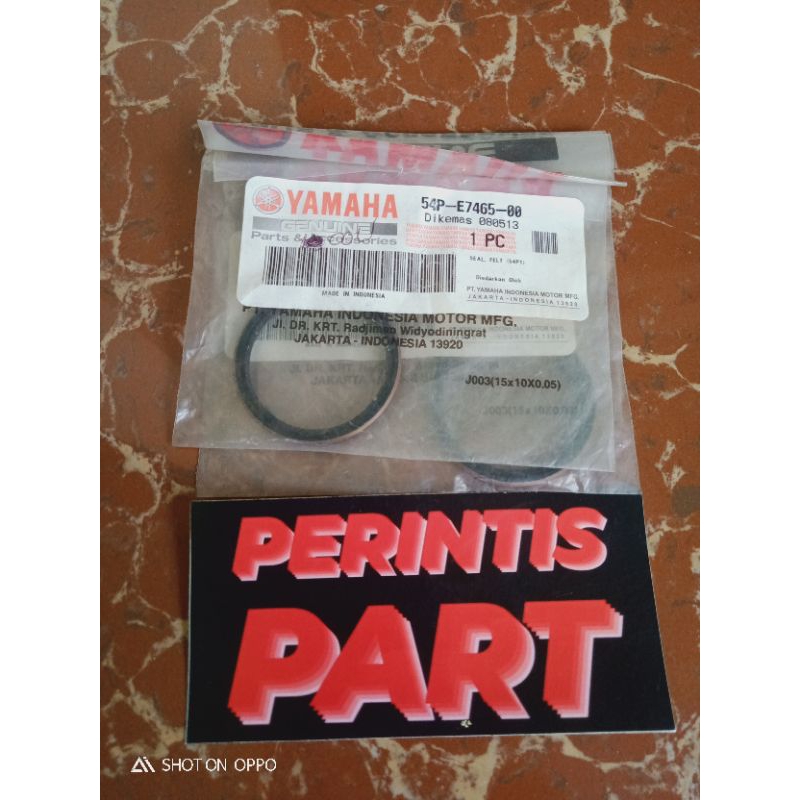 YAMAHA
GENUINE
Parts & Accessories
54P-E7465-00
Dikemas 080513
1 PC
SEAL, FELT (54P1)
Diedarkan Oleh
PT. YAMAHA INDONESIA MOTOR MFG.
JAKARTA-INDONESIA 13920
MADE IN INDONESIA
PT. YAMAHA INDONESIA MOTOR MFG.
Jl. DR. KRT. Radjiman Widyodiningrat
JAKARTA - INDONESIA 13920
J003(15x10X0.05)
PERINTIS
PART
SHOT ON OPPO